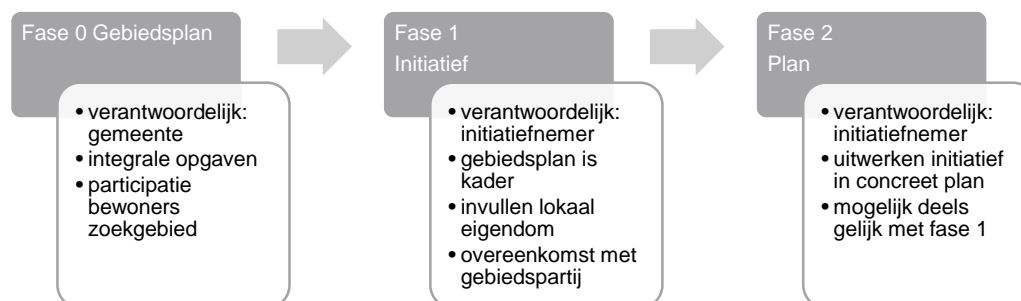 Fase 0 Gebiedsplan
• verantwoordelijk:
gemeente
• integrale opgaven
• participatie
bewoners
zoekgebied
Fase 1
Initiatief
• verantwoordelijk:
initiatiefnemer
• gebiedsplan is
kader
• invullen lokaal
eigendom
• overeenkomst met
gebiedspartij
Fase 2
Plan
• verantwoordelijk:
initiatiefnemer
• uitwerken initiatief
in concreet plan
• mogelijk deels
gelijk met fase 1